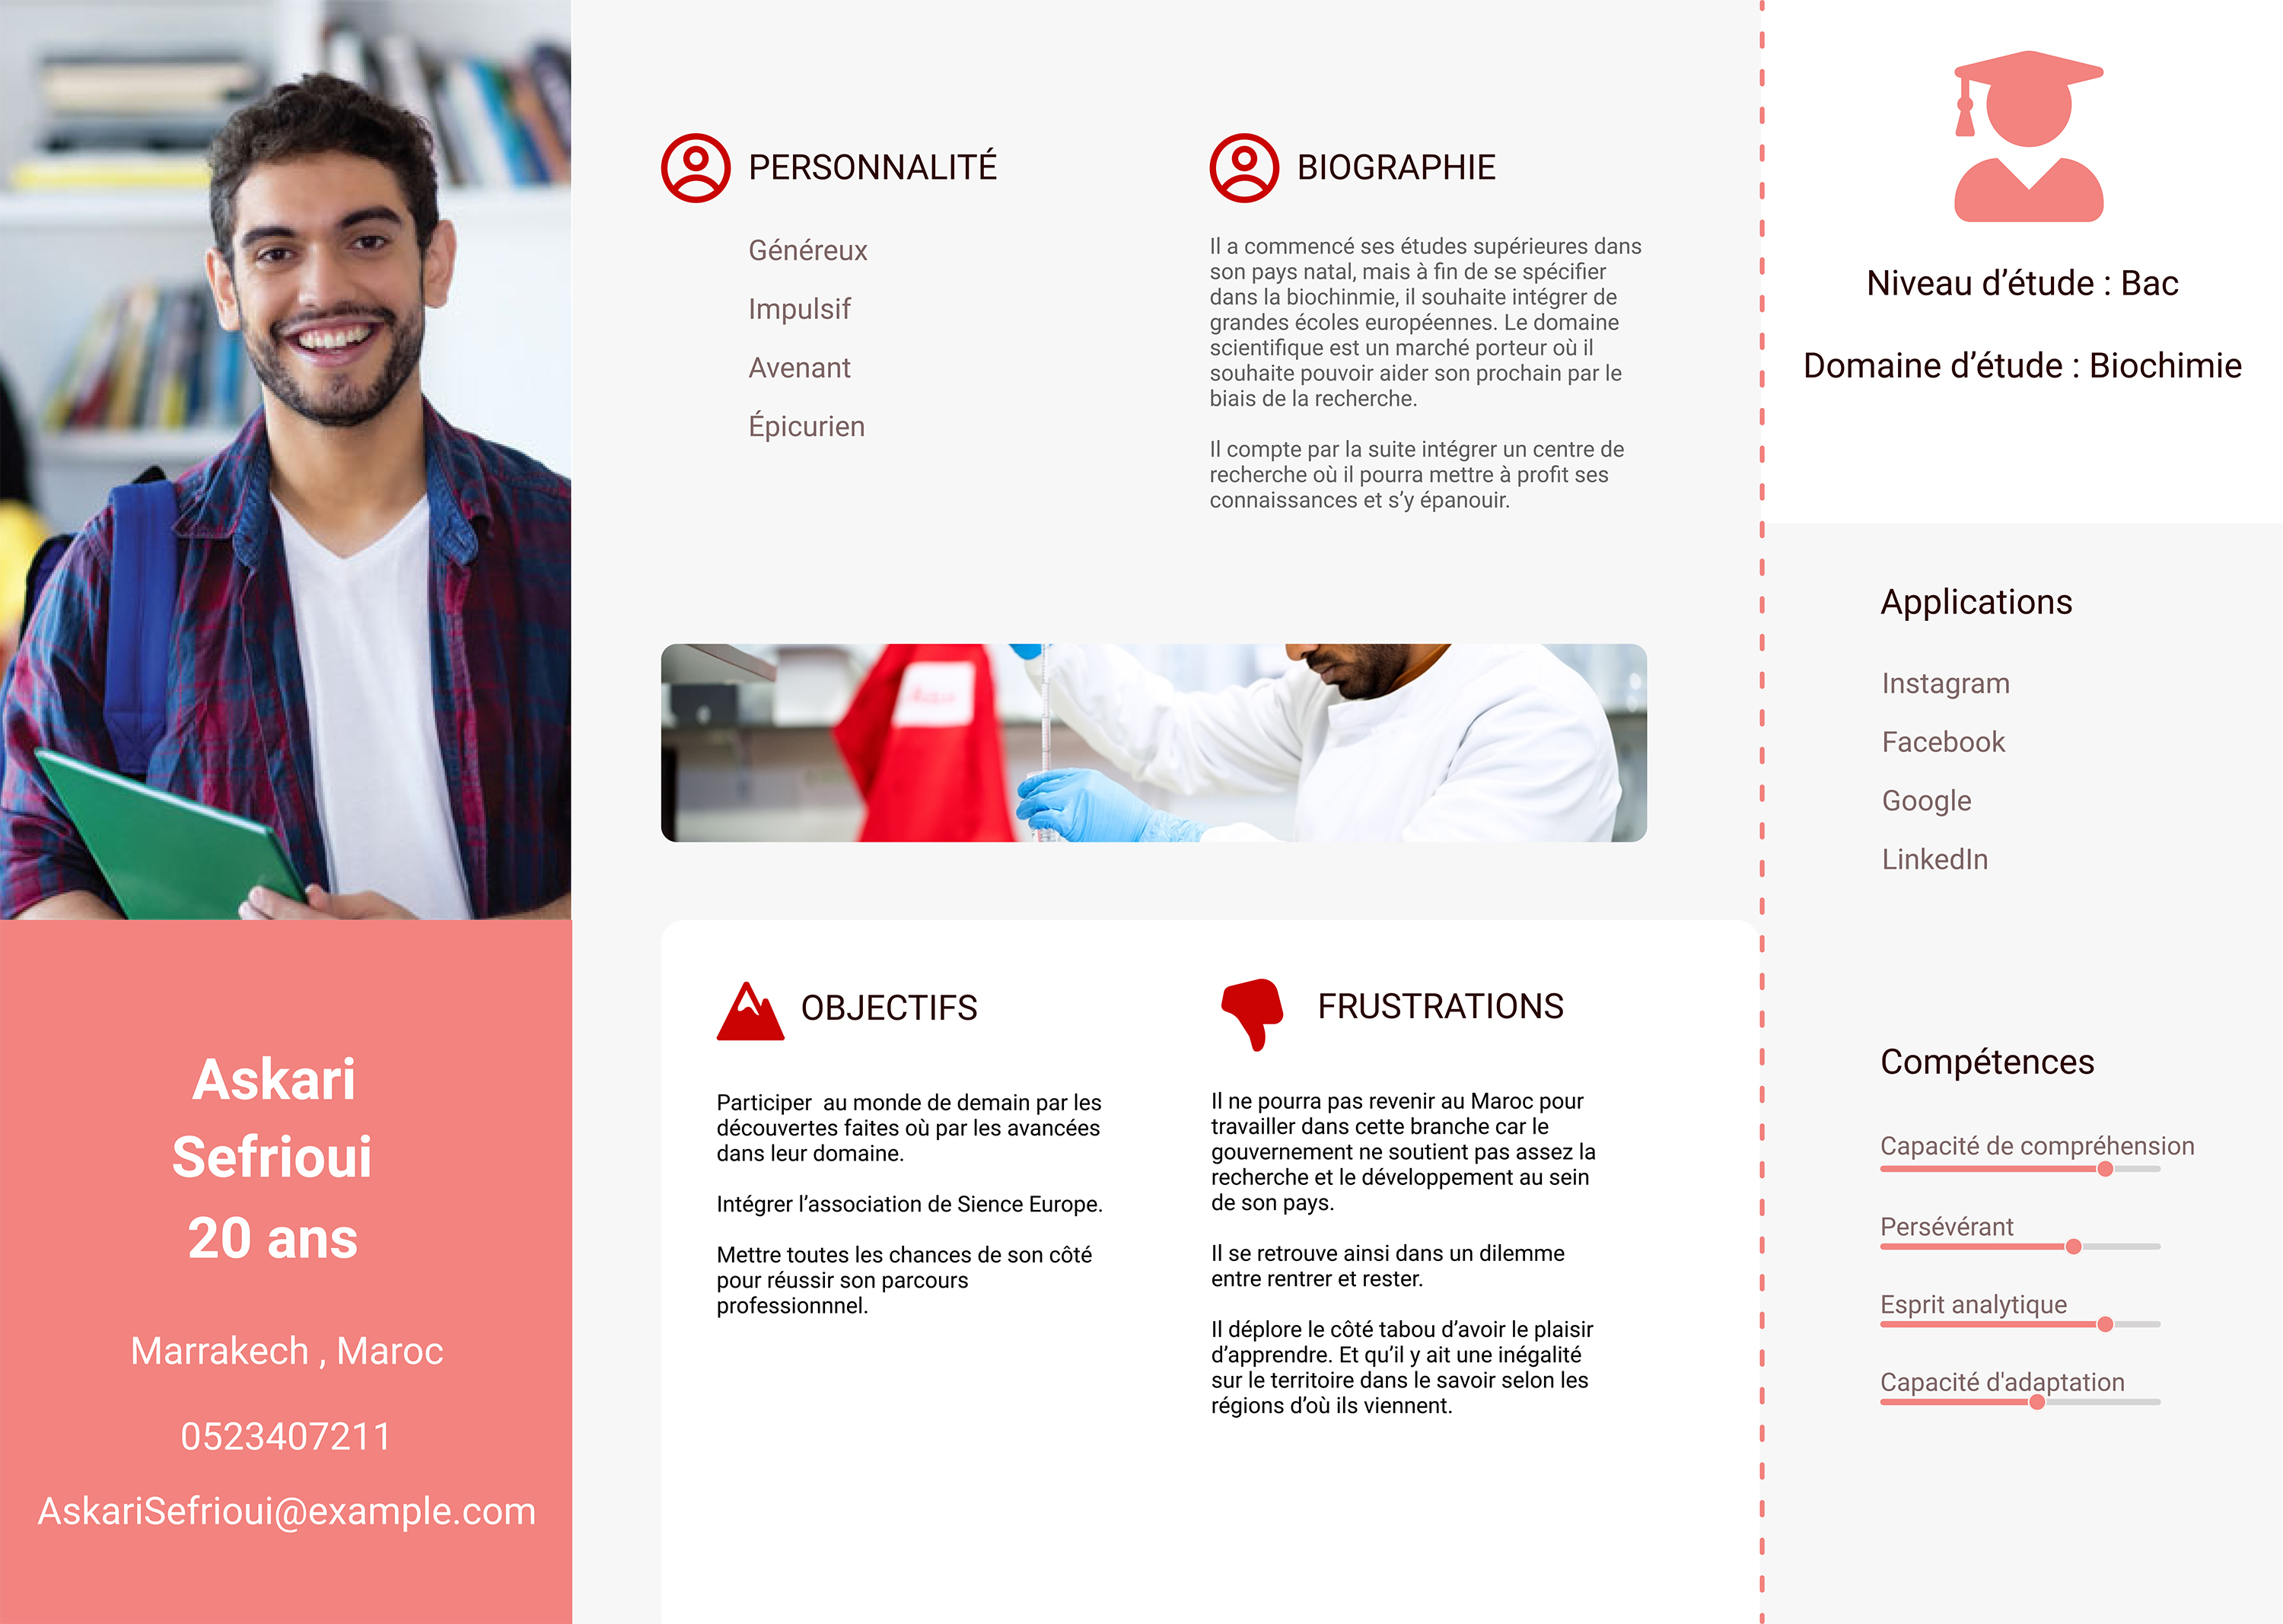 Askari
Sefrioui
20 ans
Marrakech , Maroc
0523407211
AskariSefrioui@example.com
PERSONNALITÉ
Généreux
Impulsif
Avenant
Épicurien
BIOGRAPHIE
Il a commencé ses études supérieures dans
son pays natal, mais à fin de se spécifier
dans la biochinmie, il souhaite intégrer de
grandes écoles européennes. Le domaine
scientifique est un marché porteur où il
souhaite pouvoir aider son prochain par le
biais de la recherche.
Il compte par la suite intégrer un centre de
recherche où il pourra mettre à profit ses
connaissances et s’y épanouir.
OBJECTIFS
Participer  au monde de demain par les
découvertes faites où par les avancées
dans leur domaine.
Intégrer l’association de Sience Europe.
Mettre toutes les chances de son côté
pour réussir son parcours
professionnnel.
FRUSTRATIONS
Il ne pourra pas revenir au Maroc pour
travailler dans cette branche car le
gouvernement ne soutient pas assez la
recherche et le développement au sein
de son pays.
Il se retrouve ainsi dans un dilemme
entre rentrer et rester.
Il déplore le côté tabou d’avoir le plaisir
d’apprendre. Et qu’il y ait une inégalité
sur le territoire dans le savoir selon les
régions d’où ils viennent.
Niveau d’étude : Bac
Domaine d’étude : Biochimie
Applications
Instagram
Facebook
Google
LinkedIn
Compétences
Capacité de compréhension
Persévérant
Esprit analytique
Capacité d'adaptation